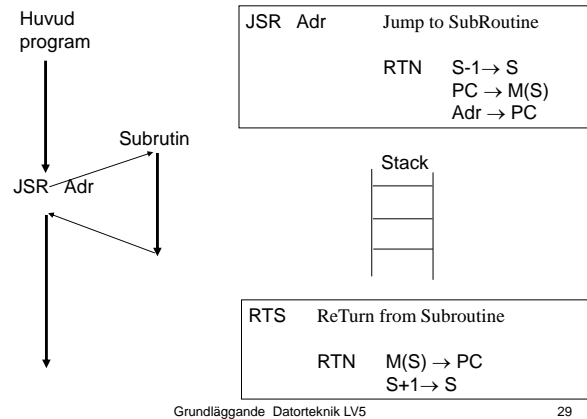 Huvud
program
JSR Adr Jump to SubRoutine
RTN S-1→ S
PC → M(S)
Adr → PC
Subrutin
JSR Adr
Stack
RTS ReTurn from Subroutine
RTN M(S) → PC
S+1→ S
Grundläggande Datorteknik LV5 29